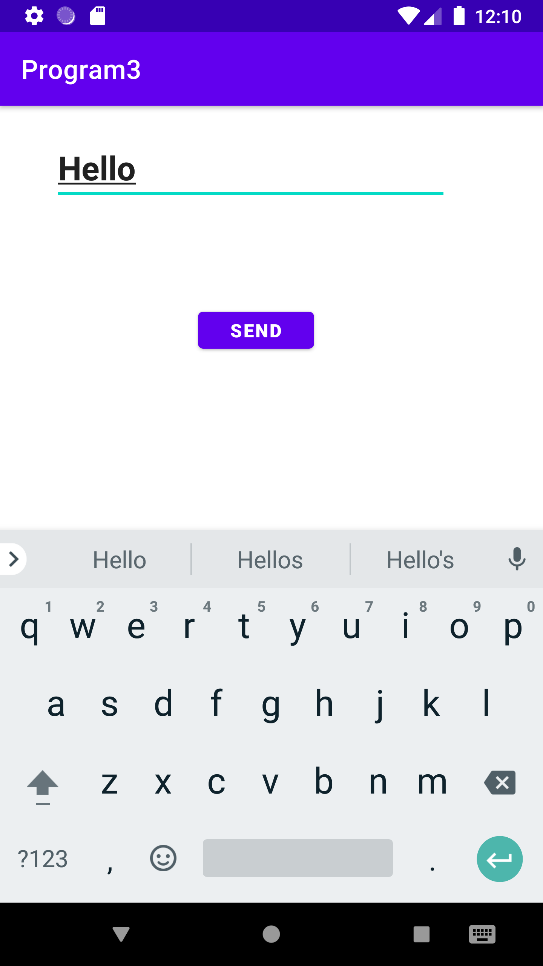 12:10
Program3
Hello
SEND
Hello Hellos Hello's
1 2 3 4 5 6 7 8 9 0
q w e r t y u i o p
a s d f g h j k l
z x c v b n m
?123 , .